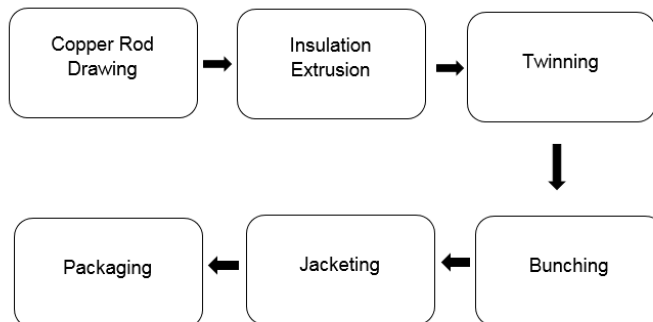 Copper Rod
Drawing
Insulation
Extrusion
Twinning
Bunching
Jacketing
Packaging